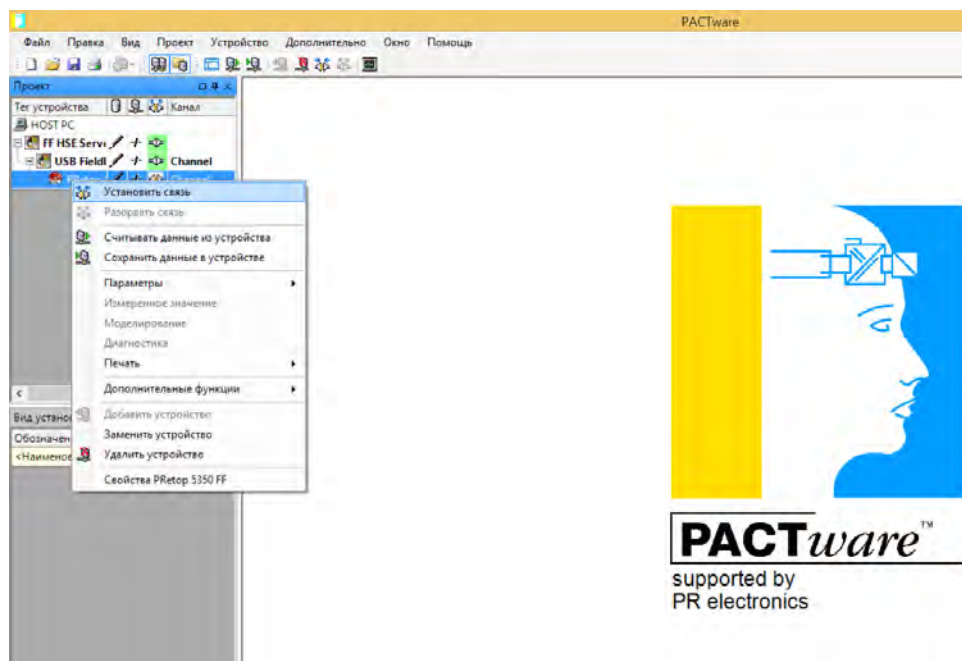 PACTware
Файл Правка Вид Проект Устройство Дополнительно Окно Помощь
Проект
Тег устройства Канал
HOST PC
FF HSE Serv
USB Fieldl Channel
PRetop Channel
Установить связь
Разорвать связь
Считывать данные из устройства
Сохранить данные в устройстве
Параметры
Измеренное значение
Моделирование
Диагностика
Печать
Дополнительные функции
Добавить устройство
Заменить устройство
Удалить устройство
Свойства PRetop 5350 FF
Вид устано
Обозначен
<Наименов
PACTware™
supported by
PR electronics